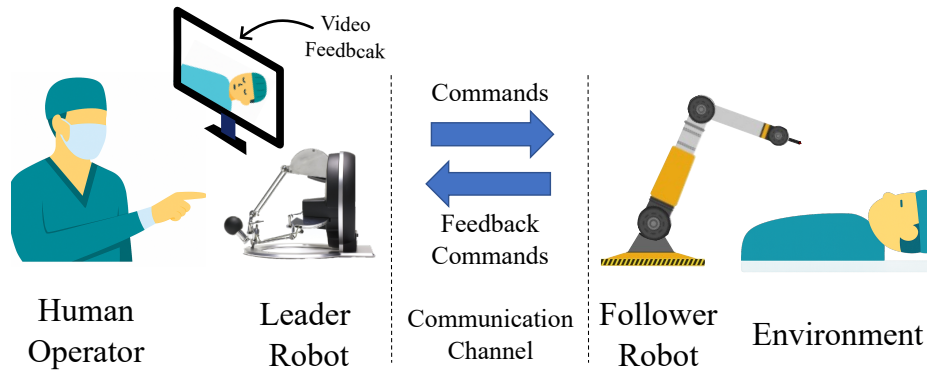 Video
Feedbcak
Commands
Feedback
Commands
Human
Operator
Leader
Robot
Communication
Channel
Follower
Robot
Environment